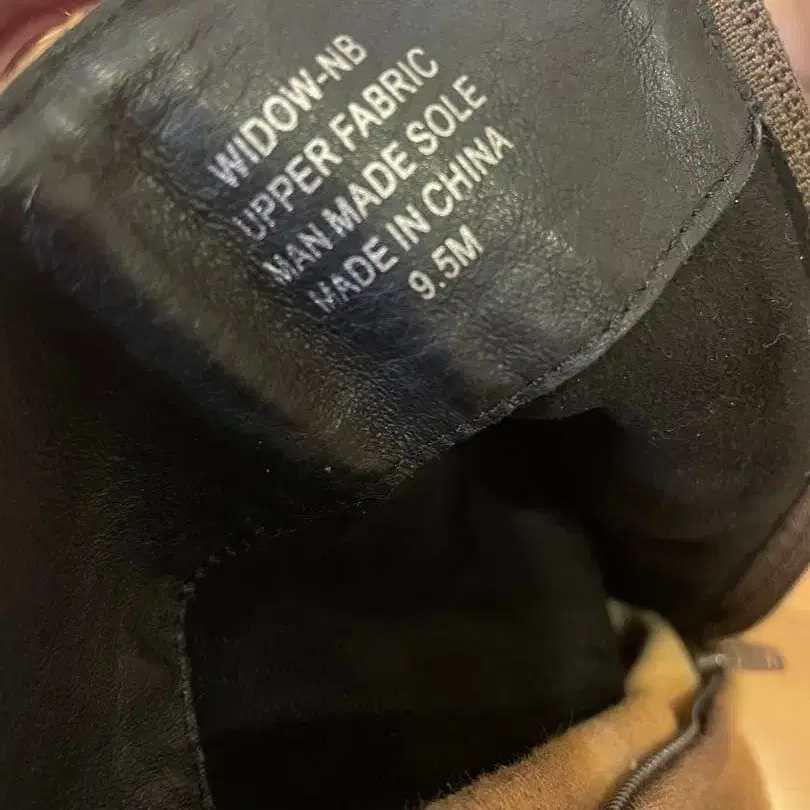 WIDOW-NB
UPPER FABRIC
MAN MADE SOLE
MADE IN CHINA
9.5M